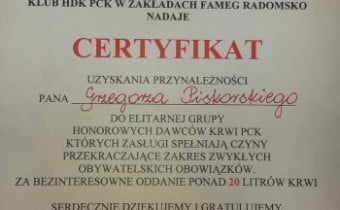 KLUB HDK PCK W ZAKŁADACH FAMEG RADOMSKO
NADAJE
CERTYFIKAT
UZYSKANIA PRZYNALEŻNOŚCI
PANA Grzegorza Piskorskiego
DO ELITARNEJ GRUPY
HONOROWYCH DAWCÓW KRWI PCK
KTÓRYCH ZASŁUGI SPEŁNIAJĄ CZYNY
PRZEKRACZAJĄCE ZAKRES ZWYKŁYCH
OBYWATELSKICH OBOWIĄZKÓW.
ZA BEZINTERESOWNE ODDANIE PONAD 20 LITRÓW KRWI
SERDECZNIE DZIĘKUJEMY I GRATULUJEMY